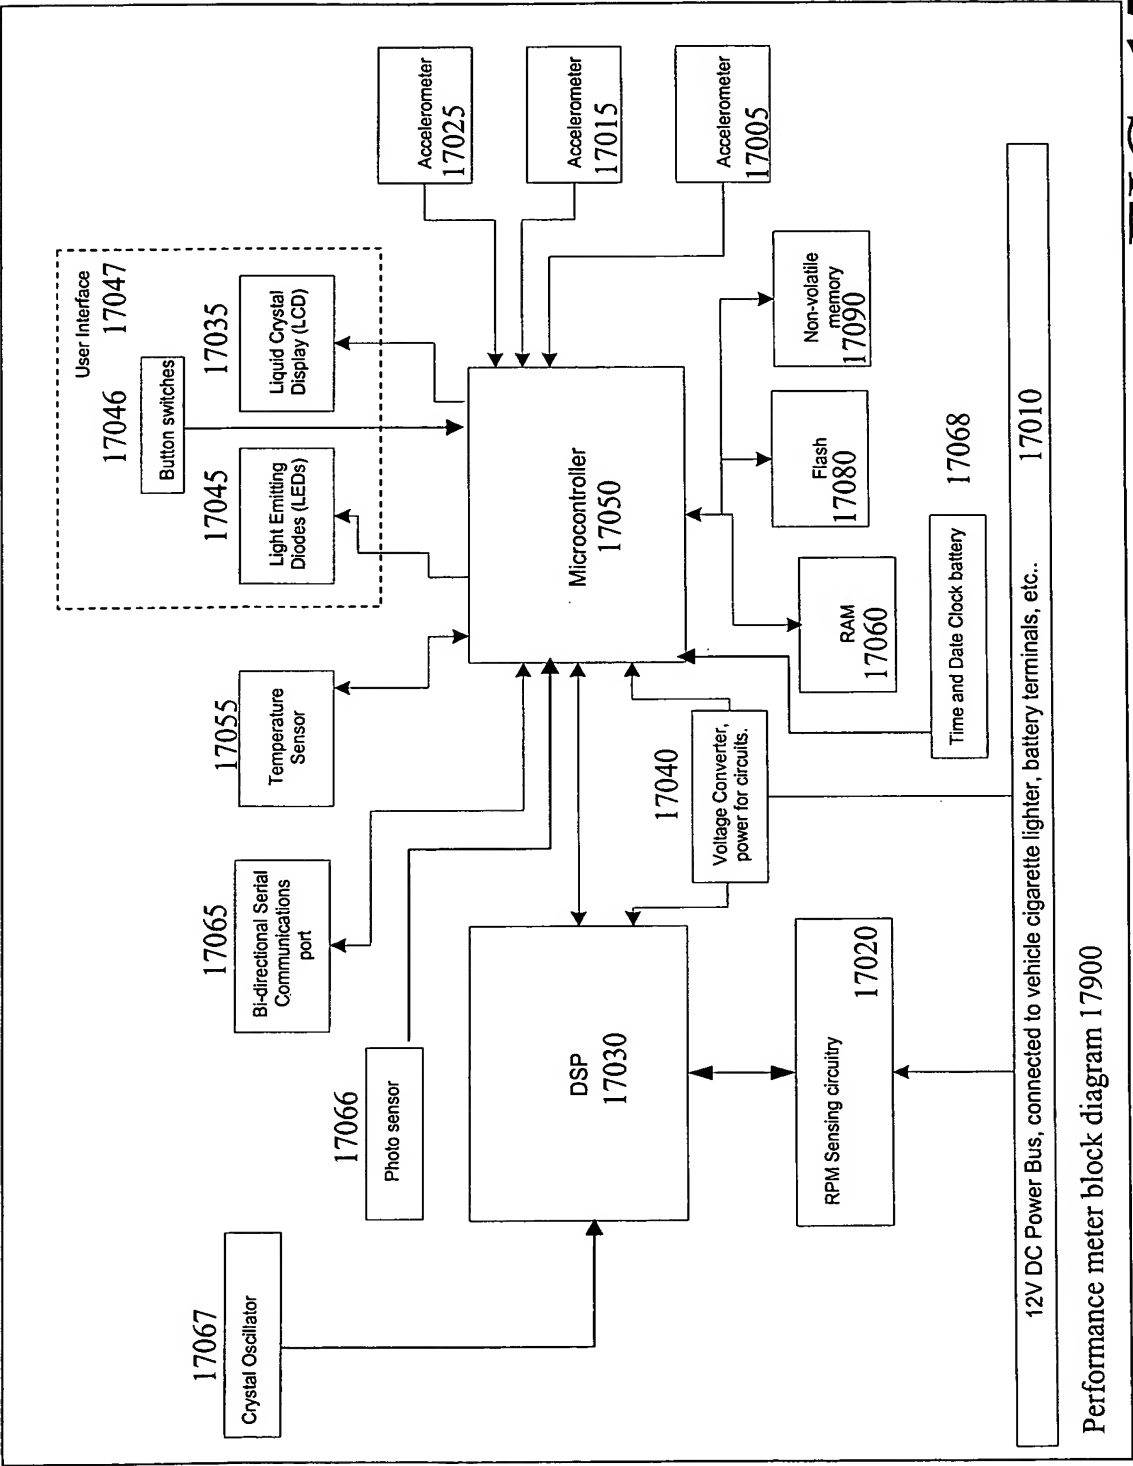 17067
Crystal Oscillator
17066
Photo sensor
17065
Bi-directional Serial
Communications
port
17055
Temperature
Sensor
User Interface
17047
17046
Button switches
17045
Light Emitting
Diodes (LEDs)
17035
Liquid Crystal
Display (LCD)
Accelerometer
17025
Accelerometer
17015
Accelerometer
17005
DSP
17030
Microcontroller
17050
17040
Voltage Converter,
power for circuits.
RPM Sensing circuitry
17020
RAM
17060
Flash
17080
Non-volatile
memory
17090
Time and Date Clock battery
17068
12V DC Power Bus, connected to vehicle cigarette lighter, battery terminals, etc..
17010
Performance meter block diagram 17900